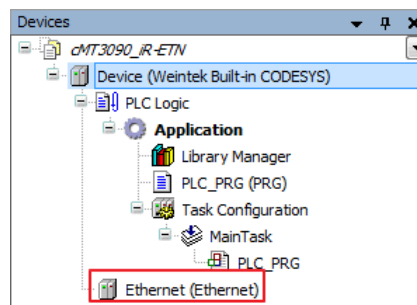 Devices
cMT3090_iR-ETN
Device (Weintek Built-in CODESYS)
PLC Logic
Application
Library Manager
PLC_PRG (PRG)
Task Configuration
MainTask
PLC_PRG
Ethernet (Ethernet)